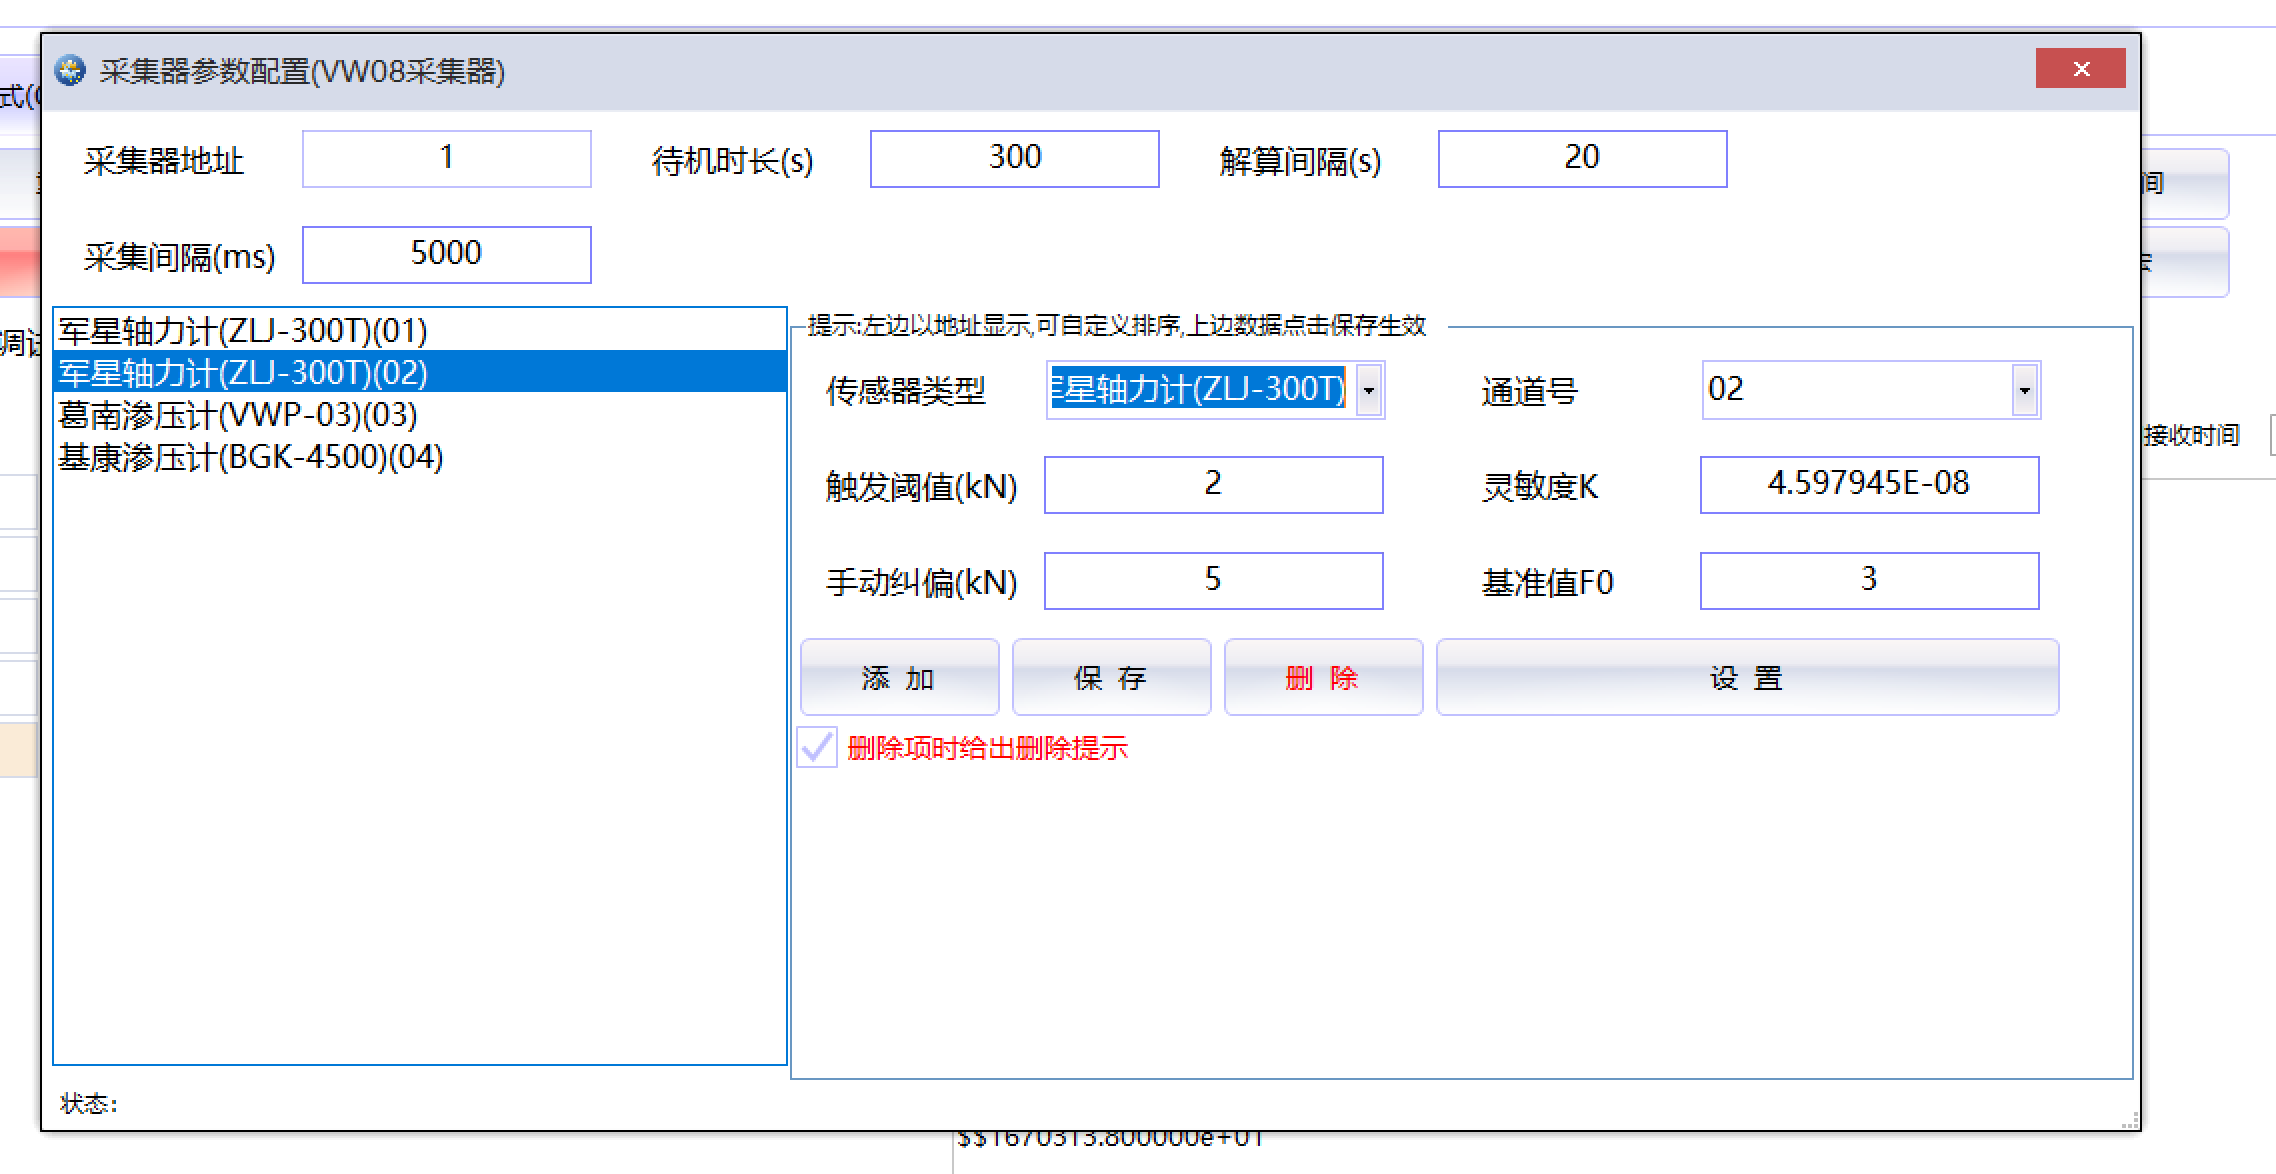 采集器参数配置(VW08采集器)
式(
采集器地址 1 待机时长(s) 300 解算间隔(s) 20
间
采集间隔(ms) 5000
军星轴力计(ZLJ-300T)(01)
军星轴力计(ZLJ-300T)(02)
葛南渗压计(VWP-03)(03)
基康渗压计(BGK-4500)(04)
提示:左边以地址显示,可自定义排序,上边数据点击保存生效
调试
传感器类型 军星轴力计(ZLJ-300T) 通道号 02
接收时间
触发阈值(kN) 2 灵敏度K 4.597945E-08
手动纠偏(kN) 5 基准值F0 3
添 加 保 存 删 除 设 置
删除项时给出删除提示
状态:
$$1670313.800000e+01